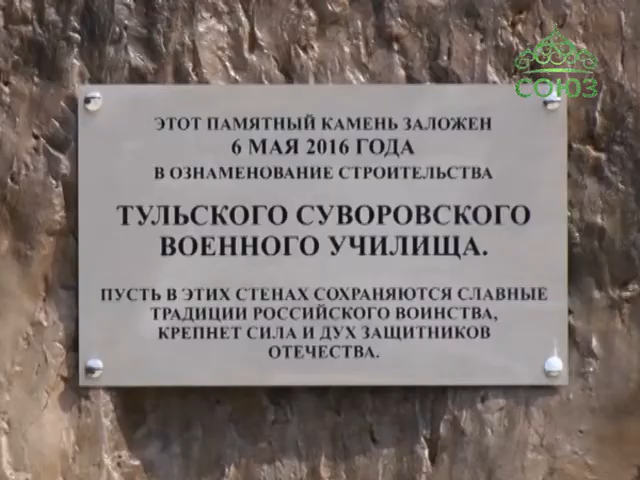 СОЮЗ
ЭТОТ ПАМЯТНЫЙ КАМЕНЬ ЗАЛОЖЕН
6 МАЯ 2016 ГОДА
В ОЗНАМЕНОВАНИЕ СТРОИТЕЛЬСТВА
ТУЛЬСКОГО СУВОРОВСКОГО
ВОЕННОГО УЧИЛИЩА.
ПУСТЬ В ЭТИХ СТЕНАХ СОХРАНЯЮТСЯ СЛАВНЫЕ
ТРАДИЦИИ РОССИЙСКОГО ВОИНСТВА,
КРЕПНЕТ СИЛА И ДУХ ЗАЩИТНИКОВ
ОТЕЧЕСТВА.